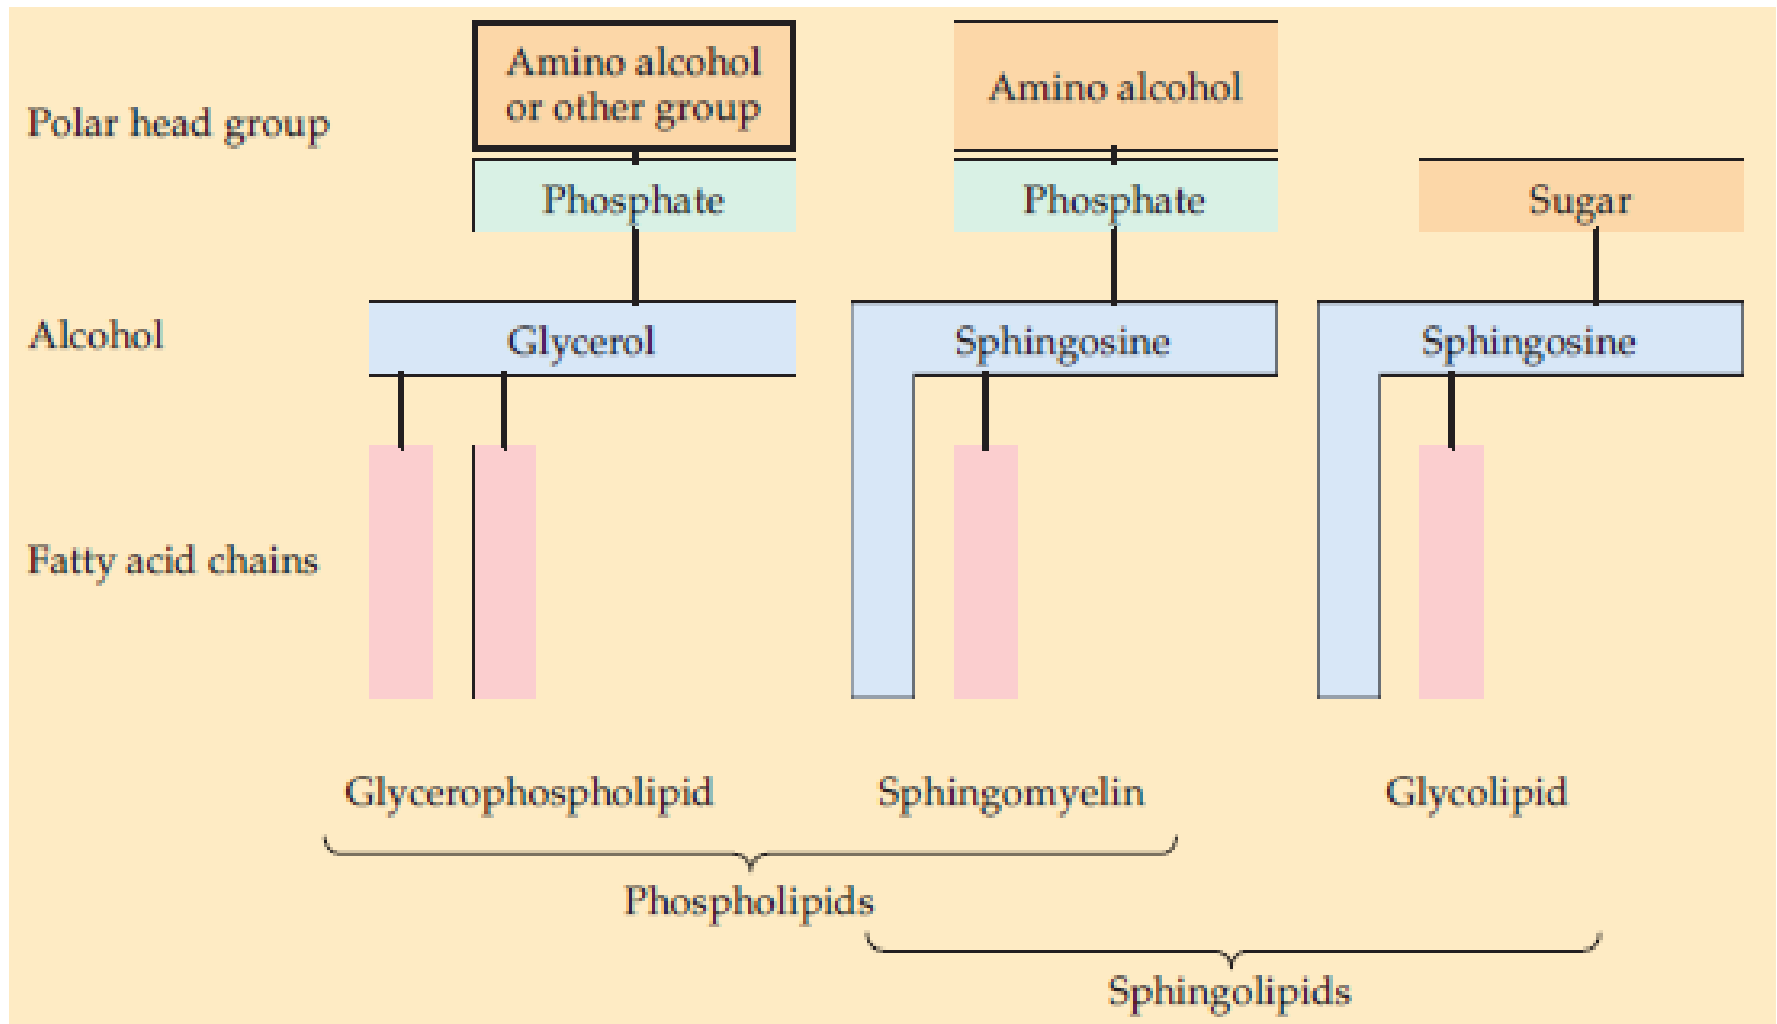 Amino alcohol
or other group
Amino alcohol
Polar head group
Phosphate
Phosphate
Sugar
Alcohol
Glycerol
Sphingosine
Sphingosine
Fatty acid chains
Glycerophospholipid
Sphingomyelin
Glycolipid
Phospholipids
Sphingolipids